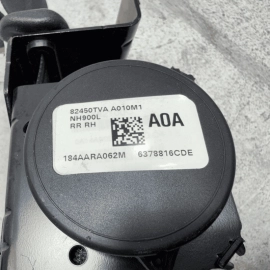 82450TVA A010M1
NH900L
RR RH
A0A
184AARA062M 6378816CDE